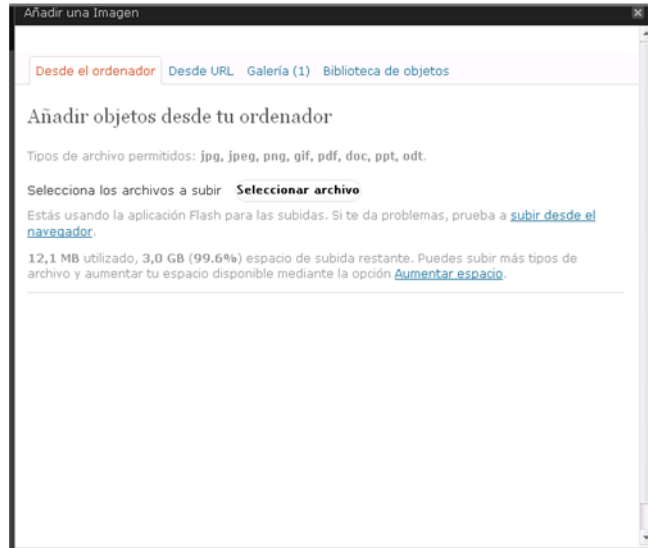 Añadir una Imagen
Desde el ordenador Desde URL Galería (1) Biblioteca de objetos
Añadir objetos desde tu ordenador
Tipos de archivo permitidos: jpg, jpeg, png, gif, pdf, doc, ppt, odt.
Selecciona los archivos a subir Seleccionar archivo
Estás usando la aplicación Flash para las subidas. Si te da problemas, prueba a subir desde el
navegador.
12,1 MB utilizado, 3,0 GB (99.6%) espacio de subida restante. Puedes subir más tipos de
archivo y aumentar tu espacio disponible mediante la opción Aumentar espacio.